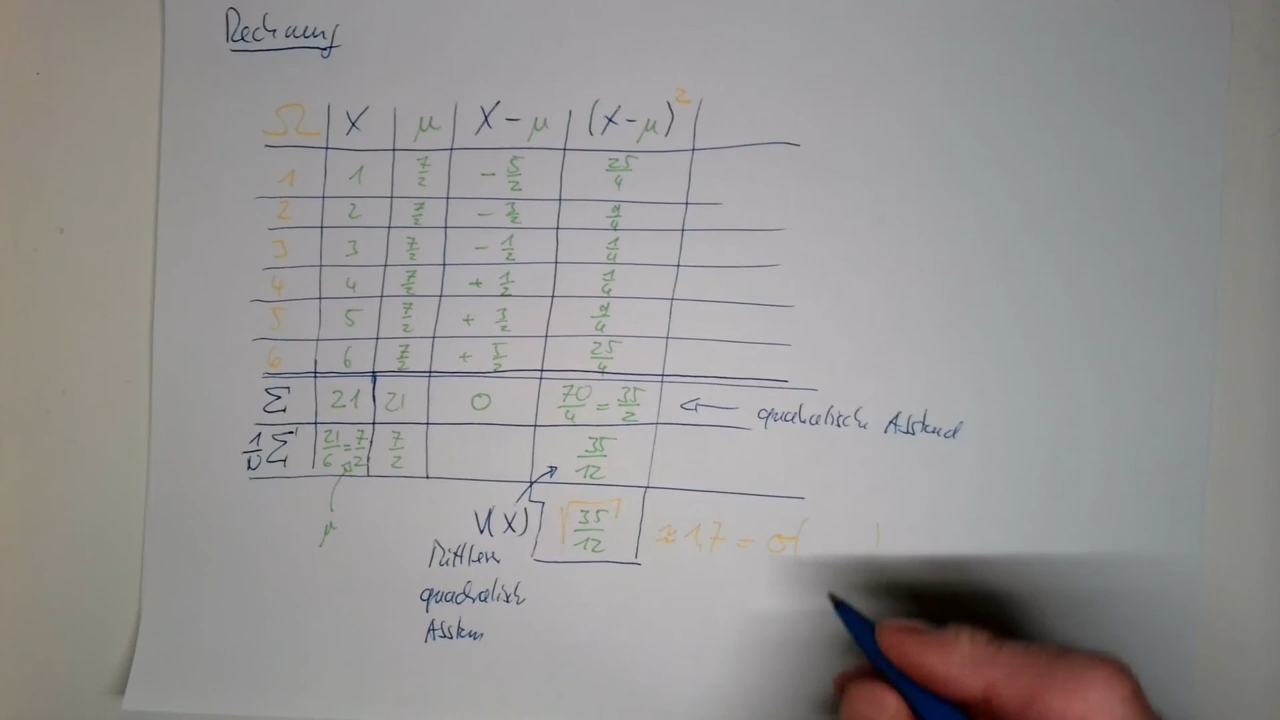 Rechnung
Ω X μ X - μ (X - μ)²
1 1 7/2 - 5/2 25/4
2 2 7/2 - 3/2 9/4
3 3 7/2 - 1/2 1/4
4 4 7/2 + 1/2 1/4
5 5 7/2 + 3/2 9/4
6 6 7/2 + 5/2 25/4
Σ 21 21 0 70/4 = 35/2 ← quadratische Abstand
1/N Σ 21/6 = 7/2 7/2 35/12
μ V(X) √35/12 ≈ 1,7 = σ(
Mittlere
quadratisch
Abstan